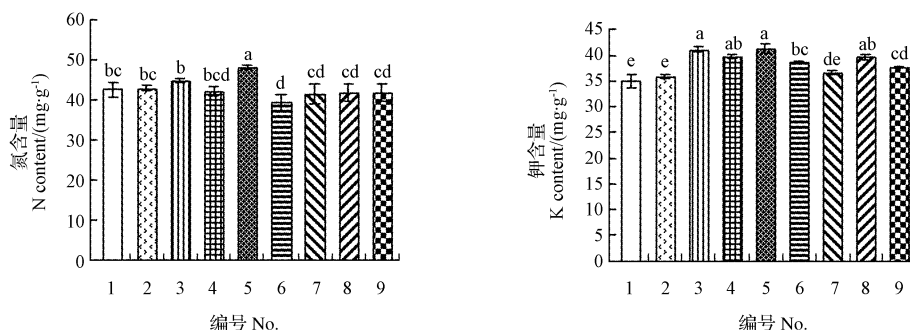 氮含量
N content/(mg·g⁻¹)
60
50
40
30
20
10
0
bc bc b bcd a d cd cd cd
1 2 3 4 5 6 7 8 9
编号 No.
钾含量
K content/(mg·g⁻¹)
45
40
35
30
25
20
15
10
5
0
e e a ab a bc de ab cd
1 2 3 4 5 6 7 8 9
编号 No.